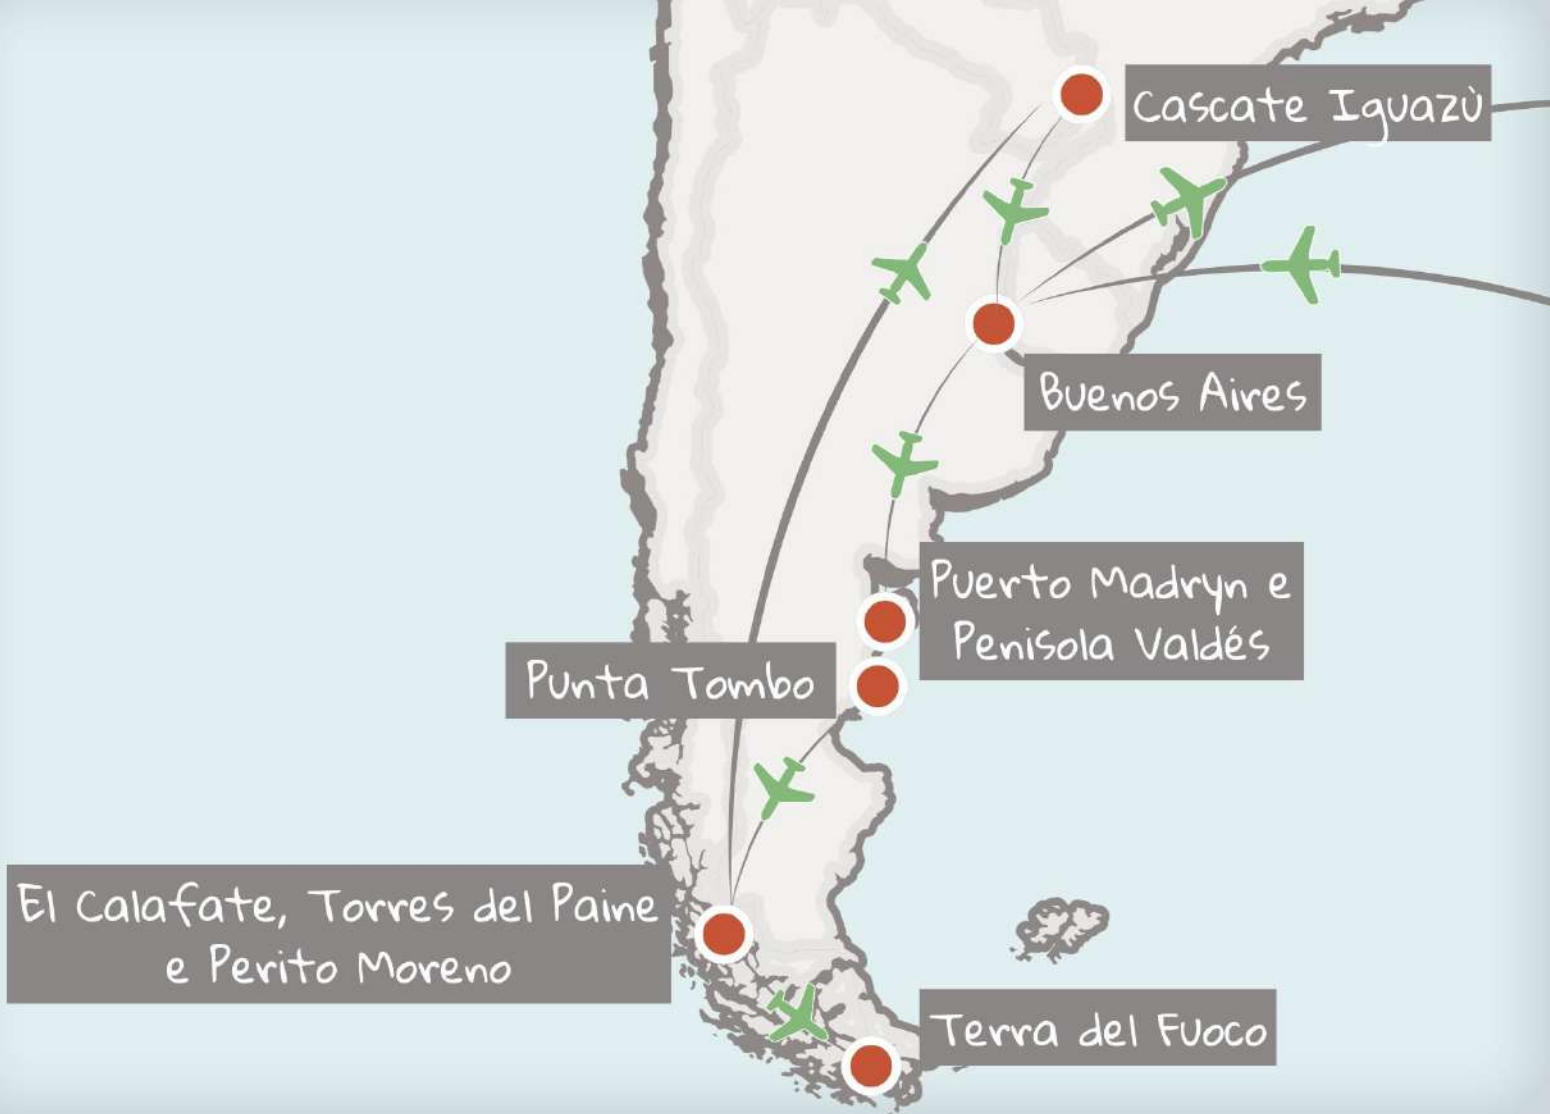 Cascate Iguazù
Buenos Aires
Puerto Madryn e
Penisola Valdés
Punta Tombo
El Calafate, Torres del Paine
e Perito Moreno
Terra del Fuoco